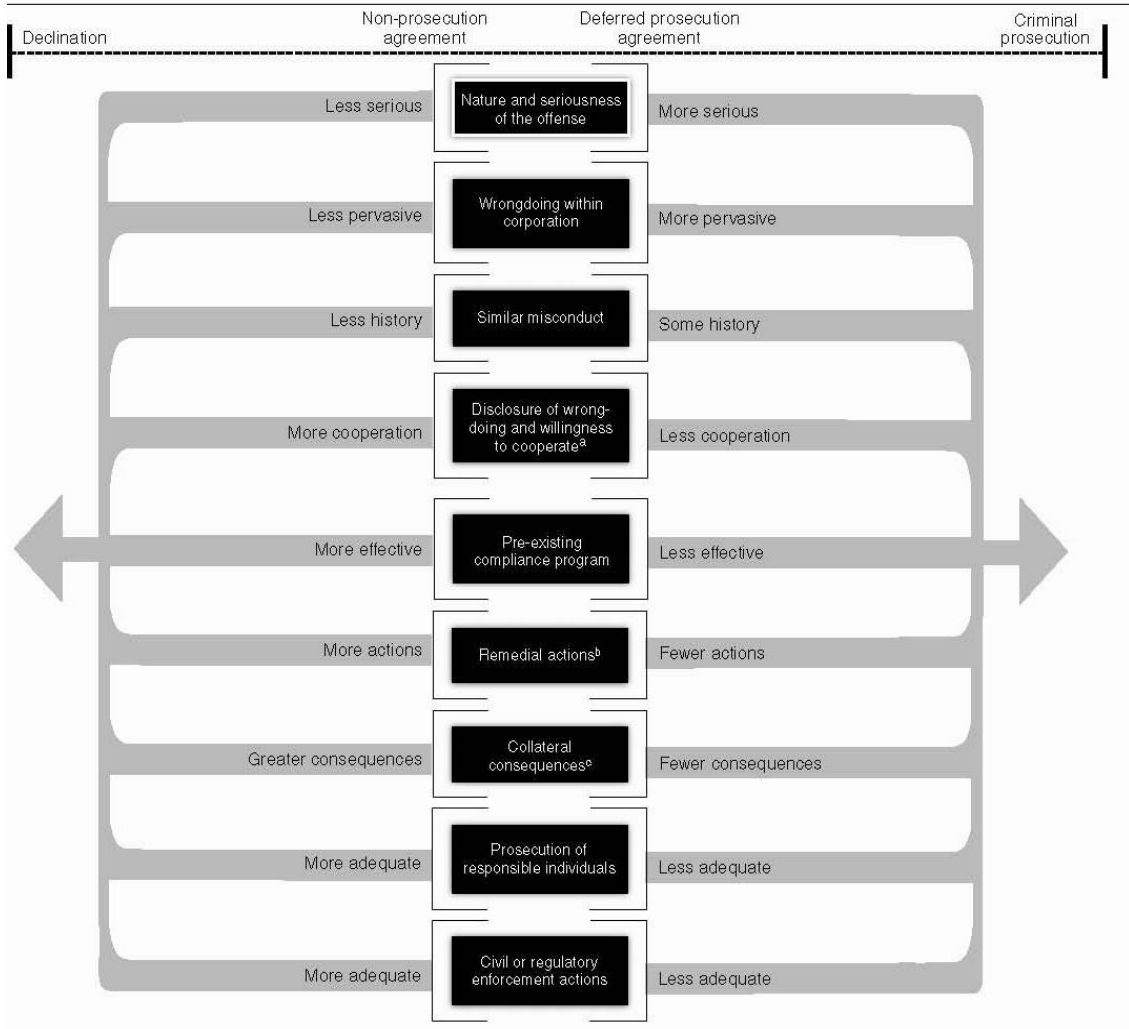 Declination
Non-prosecution
agreement
Deferred prosecution
agreement
Criminal
prosecution
Less serious
Nature and seriousness
of the offense
More serious
Less pervasive
Wrongdoing within
corporation
More pervasive
Less history
Similar misconduct
Some history
More cooperation
Disclosure of wrong-
doing and willingness
to cooperateᵃ
Less cooperation
More effective
Pre-existing
compliance program
Less effective
More actions
Remedial actionsᵇ
Fewer actions
Greater consequences
Collateral
consequencesᶜ
Fewer consequences
More adequate
Prosecution of
responsible individuals
Less adequate
More adequate
Civil or regulatory
enforcement actions
Less adequate